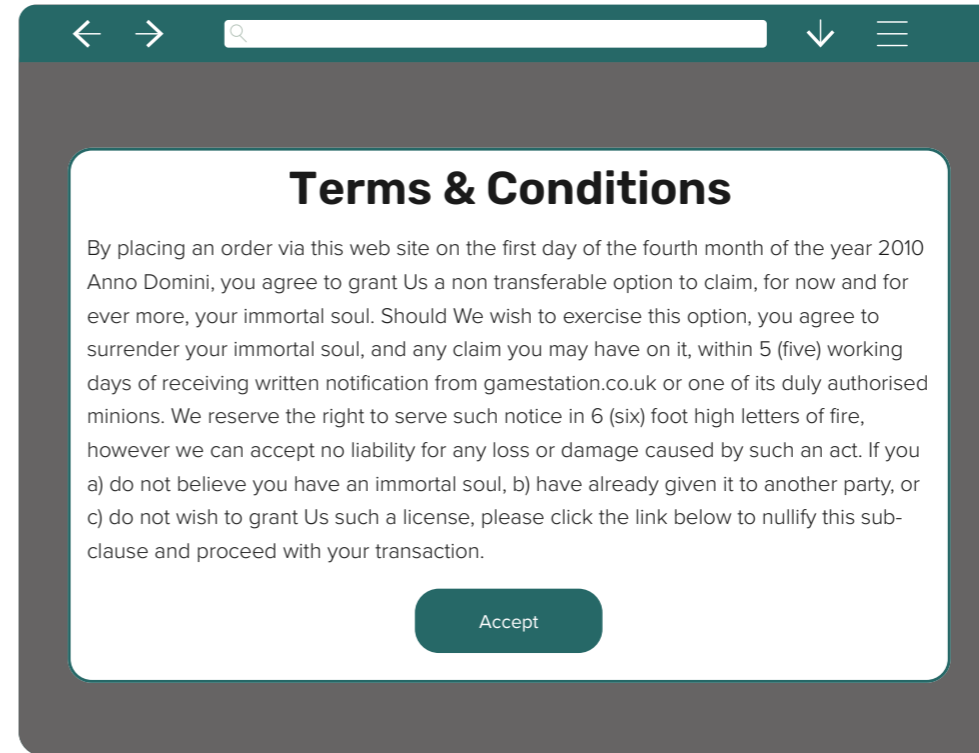 Terms & Conditions
By placing an order via this web site on the first day of the fourth month of the year 2010
Anno Domini, you agree to grant Us a non transferable option to claim, for now and for
ever more, your immortal soul. Should We wish to exercise this option, you agree to
surrender your immortal soul, and any claim you may have on it, within 5 (five) working
days of receiving written notification from gamestation.co.uk or one of its duly authorised
minions. We reserve the right to serve such notice in 6 (six) foot high letters of fire,
however we can accept no liability for any loss or damage caused by such an act. If you
a) do not believe you have an immortal soul, b) have already given it to another party, or
c) do not wish to grant Us such a license, please click the link below to nullify this sub-
clause and proceed with your transaction.
Accept